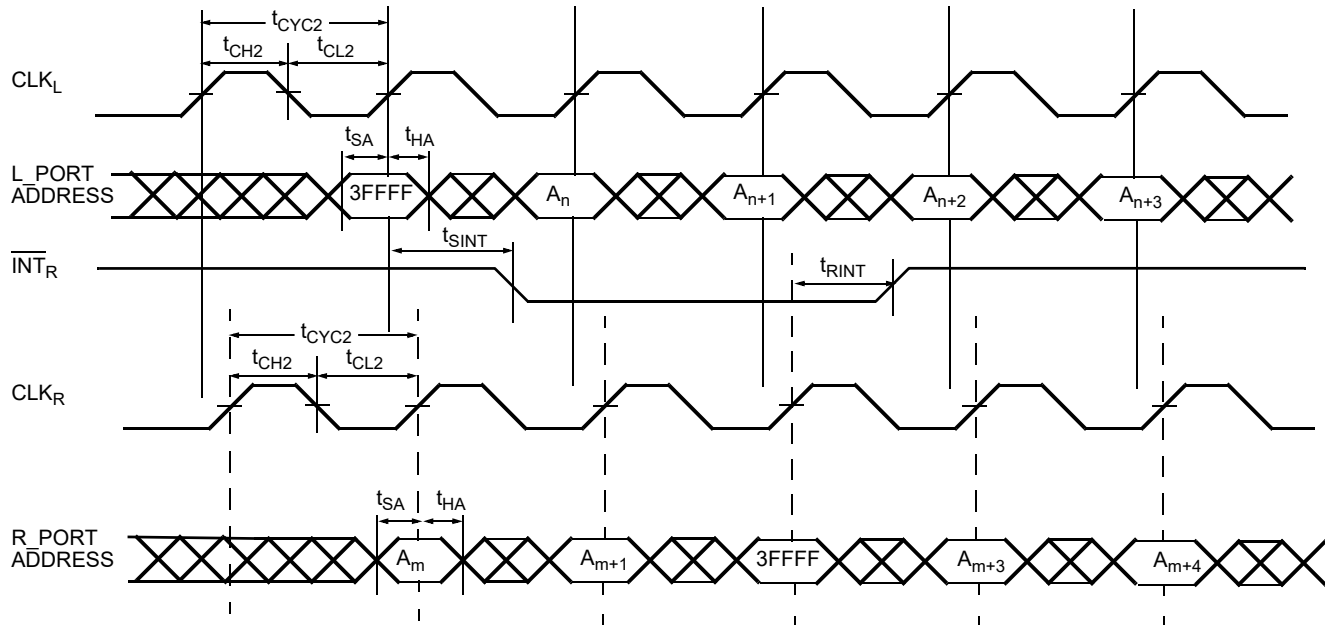 tCYC2
tCH2 tCL2
CLKL
tSA tHA
L_PORT
ADDRESS
3FFFF An An+1 An+2 An+3
tSINT
INTR
tRINT
tCYC2
tCH2 tCL2
CLKR
tSA tHA
R_PORT
ADDRESS
Am Am+1 3FFFF Am+3 Am+4